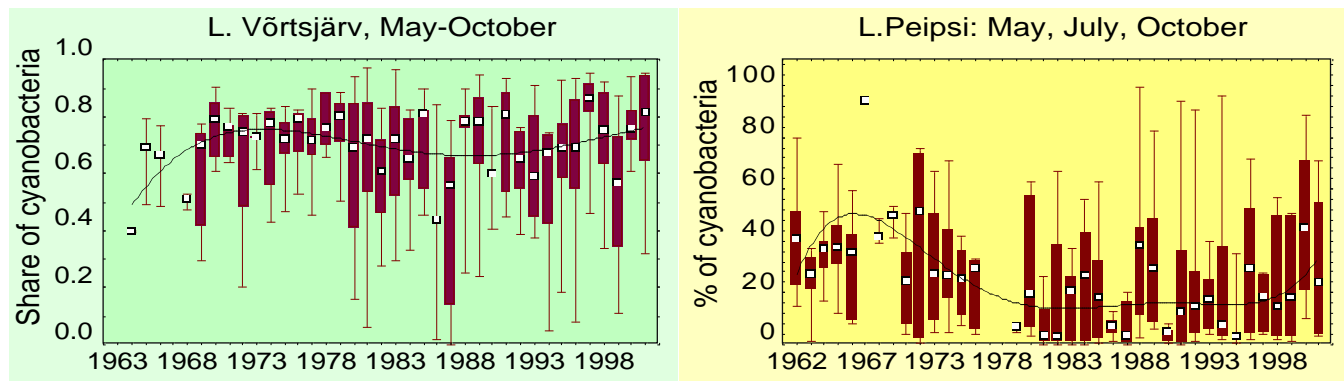 L. Võrtsjärv, May-October
Share of cyanobacteria
1.0
0.8
0.6
0.4
0.2
0.0
1963 1968 1973 1978 1983 1988 1993 1998
L.Peipsi: May, July, October
% of cyanobacteria
100
80
60
40
20
0
1962 1967 1973 1978 1983 1988 1993 1998